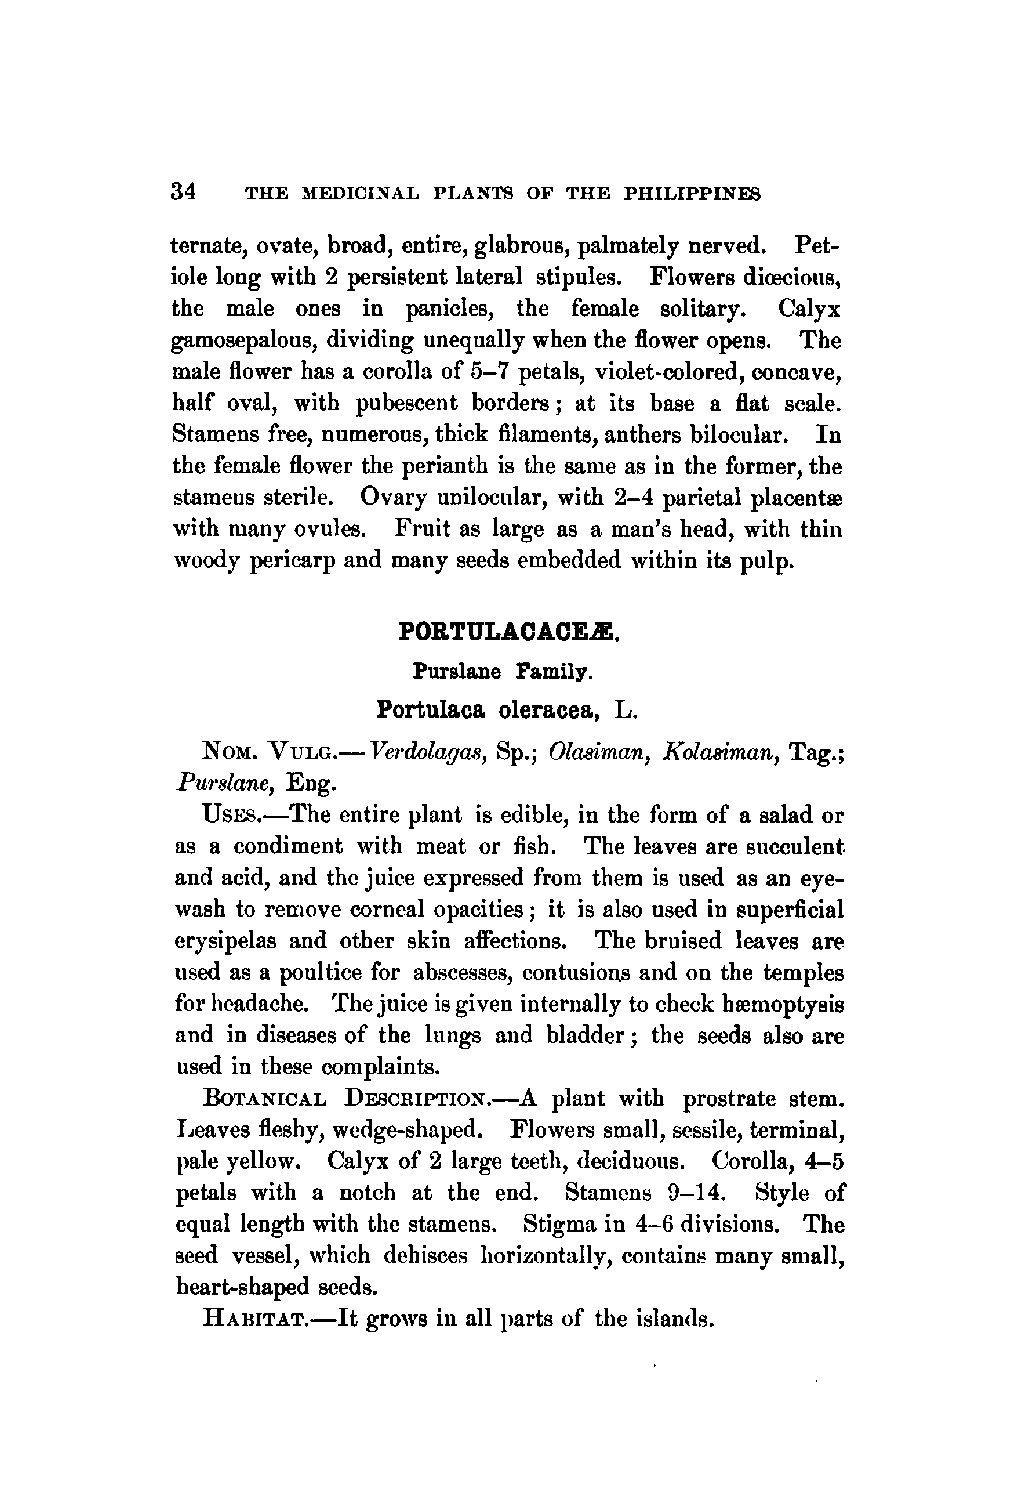 34 THE MEDICINAL PLANTS OF THE PHILIPPINES
ternate, ovate, broad, entire, glabrous, palmately nerved. Pet-
iole long with 2 persistent lateral stipules. Flowers diœcious,
the male ones in panicles, the female solitary. Calyx
gamosepalous, dividing unequally when the flower opens. The
male flower has a corolla of 5–7 petals, violet-colored, concave,
half oval, with pubescent borders; at its base a flat scale.
Stamens free, numerous, thick filaments, anthers bilocular. In
the female flower the perianth is the same as in the former, the
stamens sterile. Ovary unilocular, with 2–4 parietal placentæ
with many ovules. Fruit as large as a man's head, with thin
woody pericarp and many seeds embedded within its pulp.
PORTULACACEÆ.
Purslane Family.
Portulaca oleracea, L.
NOM. VULG.—Verdolagas, Sp.; Olasiman, Kolasiman, Tag.;
Purslane, Eng.
USES.—The entire plant is edible, in the form of a salad or
as a condiment with meat or fish. The leaves are succulent
and acid, and the juice expressed from them is used as an eye-
wash to remove corneal opacities; it is also used in superficial
erysipelas and other skin affections. The bruised leaves are
used as a poultice for abscesses, contusions and on the temples
for headache. The juice is given internally to check hæmoptysis
and in diseases of the lungs and bladder; the seeds also are
used in these complaints.
BOTANICAL DESCRIPTION.—A plant with prostrate stem.
Leaves fleshy, wedge-shaped. Flowers small, sessile, terminal,
pale yellow. Calyx of 2 large teeth, deciduous. Corolla, 4–5
petals with a notch at the end. Stamens 9–14. Style of
equal length with the stamens. Stigma in 4–6 divisions. The
seed vessel, which dehisces horizontally, contains many small,
heart-shaped seeds.
HABITAT.—It grows in all parts of the islands.